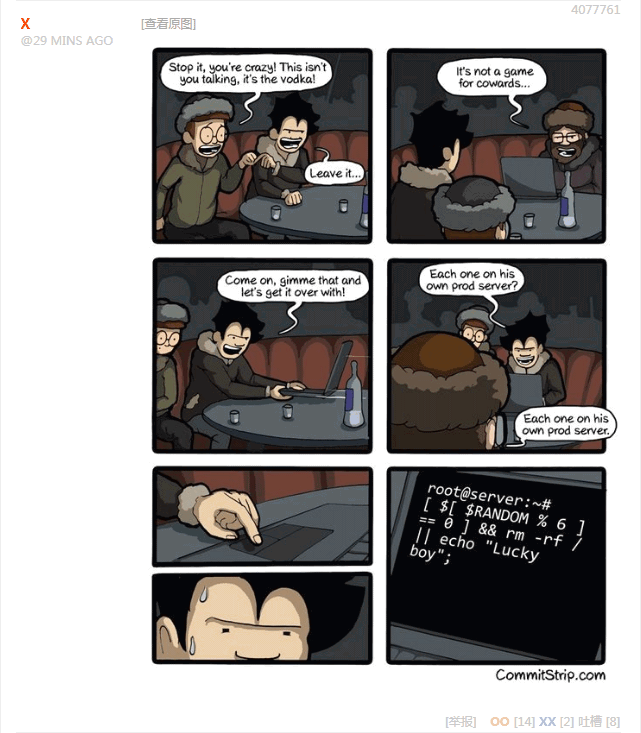 4077761
X
[查看原图]
@29 MINS AGO
Stop it, you're crazy! This isn't
you talking, it's the vodka!
Leave it...
It's not a game
for cowards...
Come on, gimme that and
let's get it over with!
Each one on his
own prod server?
Each one on his
own prod server.
root@server:~#
[ $[ $RANDOM % 6 ]
== 0 ] && rm -rf /
|| echo "Lucky
boy";
CommitStrip.com
[举报] OO [14] XX [2] 吐槽 [8]